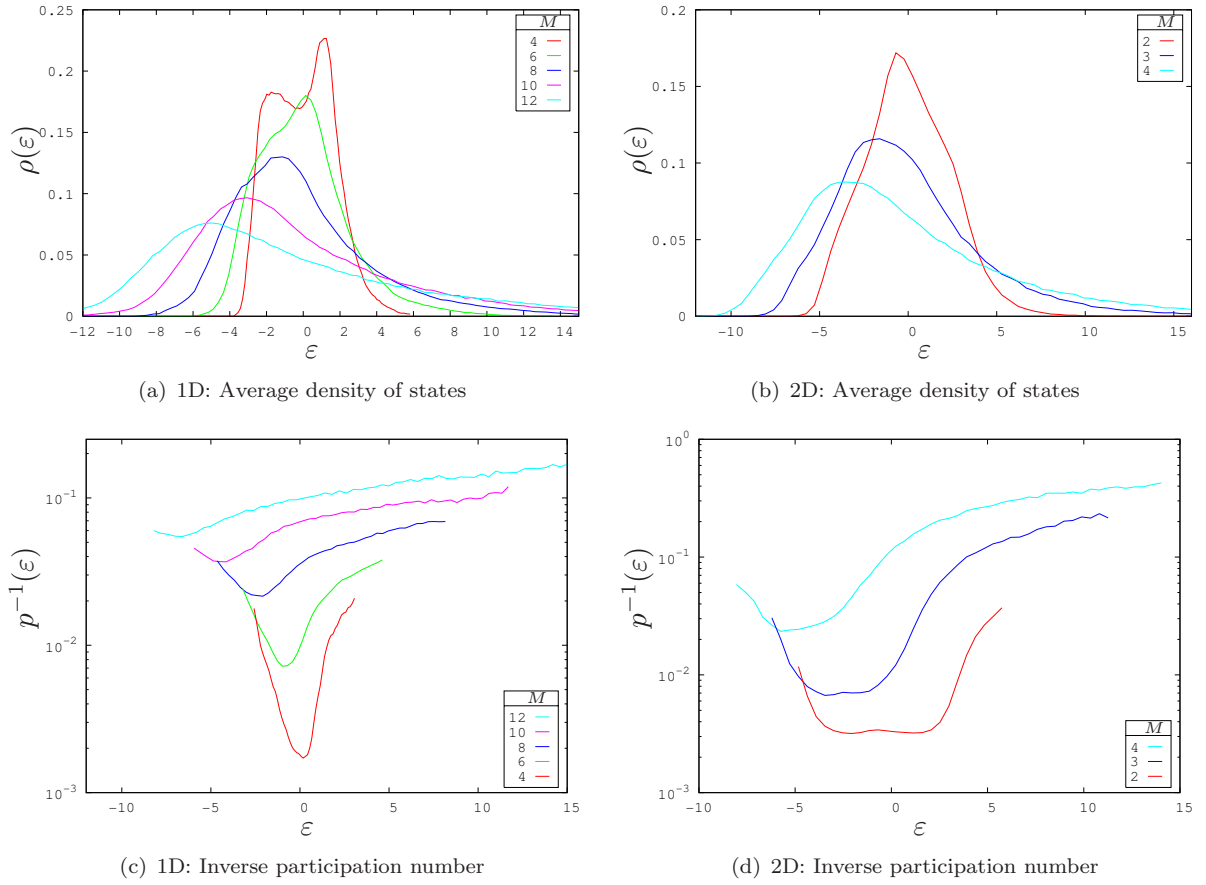 0.25
0.2
0.15
0.1
0.05
0
ρ(ε)
-12 -10 -8 -6 -4 -2 0 2 4 6 8 10 12 14
ε
M
4
6
8
10
12
(a) 1D: Average density of states
0.2
0.15
0.1
0.05
0
ρ(ε)
-10 -5 0 5 10 15
ε
M
2
3
4
(b) 2D: Average density of states
10⁻¹
10⁻²
10⁻³
p⁻¹(ε)
-10 -5 0 5 10 15
ε
M
12
10
8
6
4
(c) 1D: Inverse participation number
10⁰
10⁻¹
10⁻²
10⁻³
p⁻¹(ε)
-10 -5 0 5 10 15
ε
M
4
3
2
(d) 2D: Inverse participation number